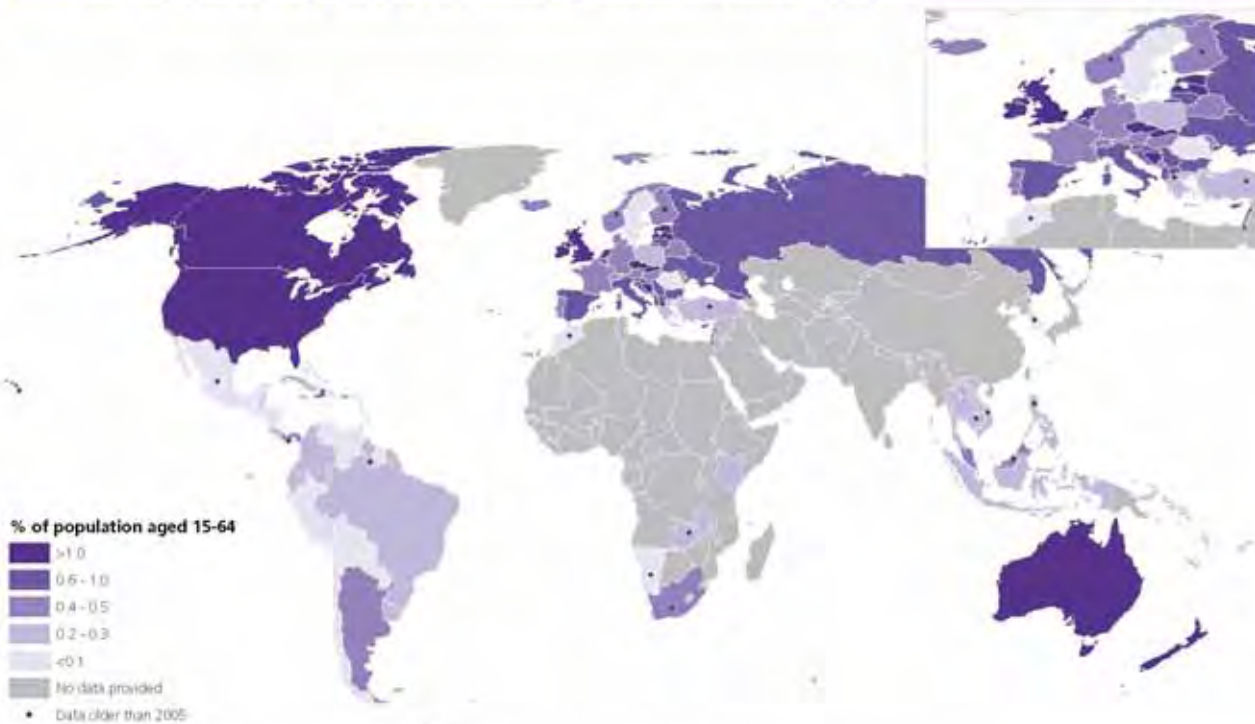 % of population aged 15-64
>1.0
0.6 - 1.0
0.4 - 0.5
0.2 - 0.3
<0.1
No data provided
Data older than 2005